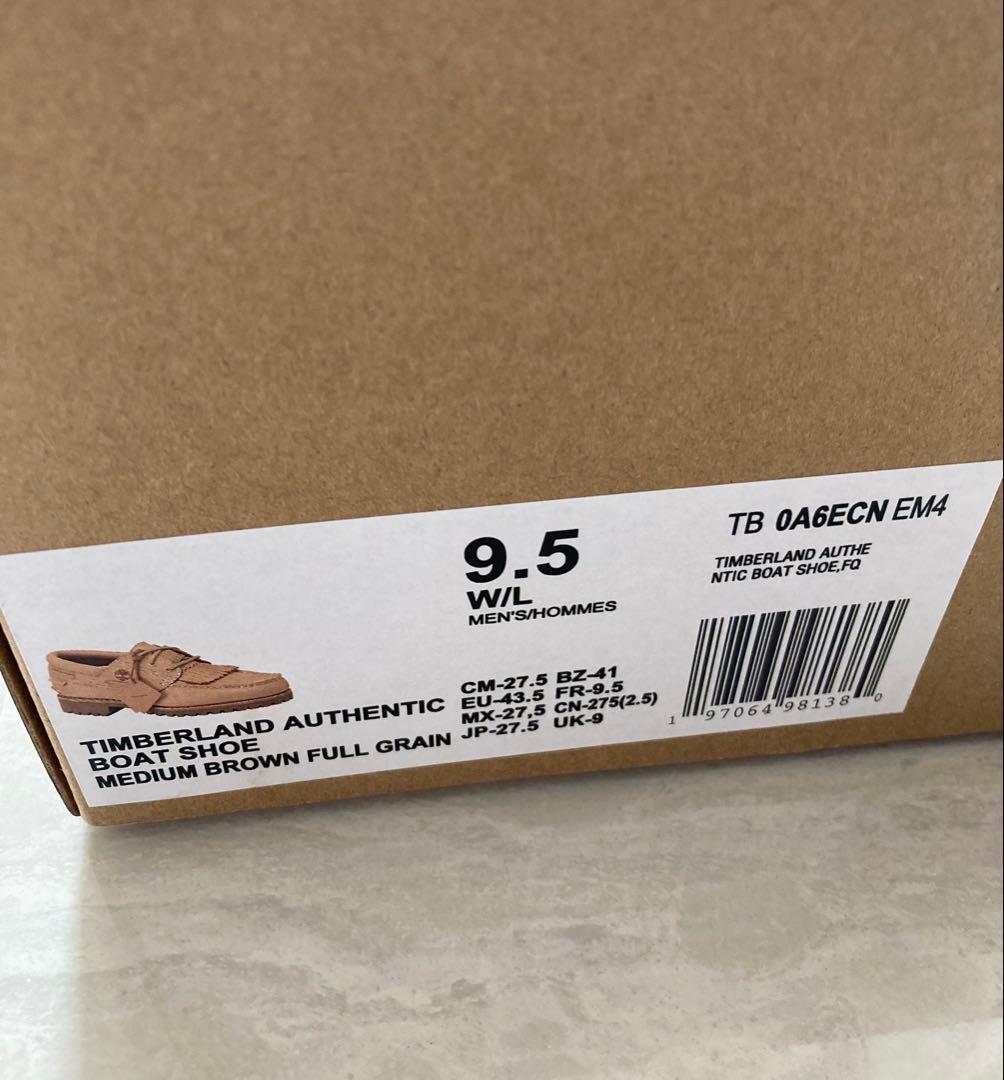 TB 0A6ECN EM4
TIMBERLAND AUTHE
NTIC BOAT SHOE,FQ
9.5
W/L
MEN'S/HOMMES
TIMBERLAND AUTHENTIC
BOAT SHOE
MEDIUM BROWN FULL GRAIN
CM-27.5 BZ-41
EU-43.5 FR-9.5
MX-27,5 CN-275(2.5)
JP-27.5 UK-9
1 97064 98138 0